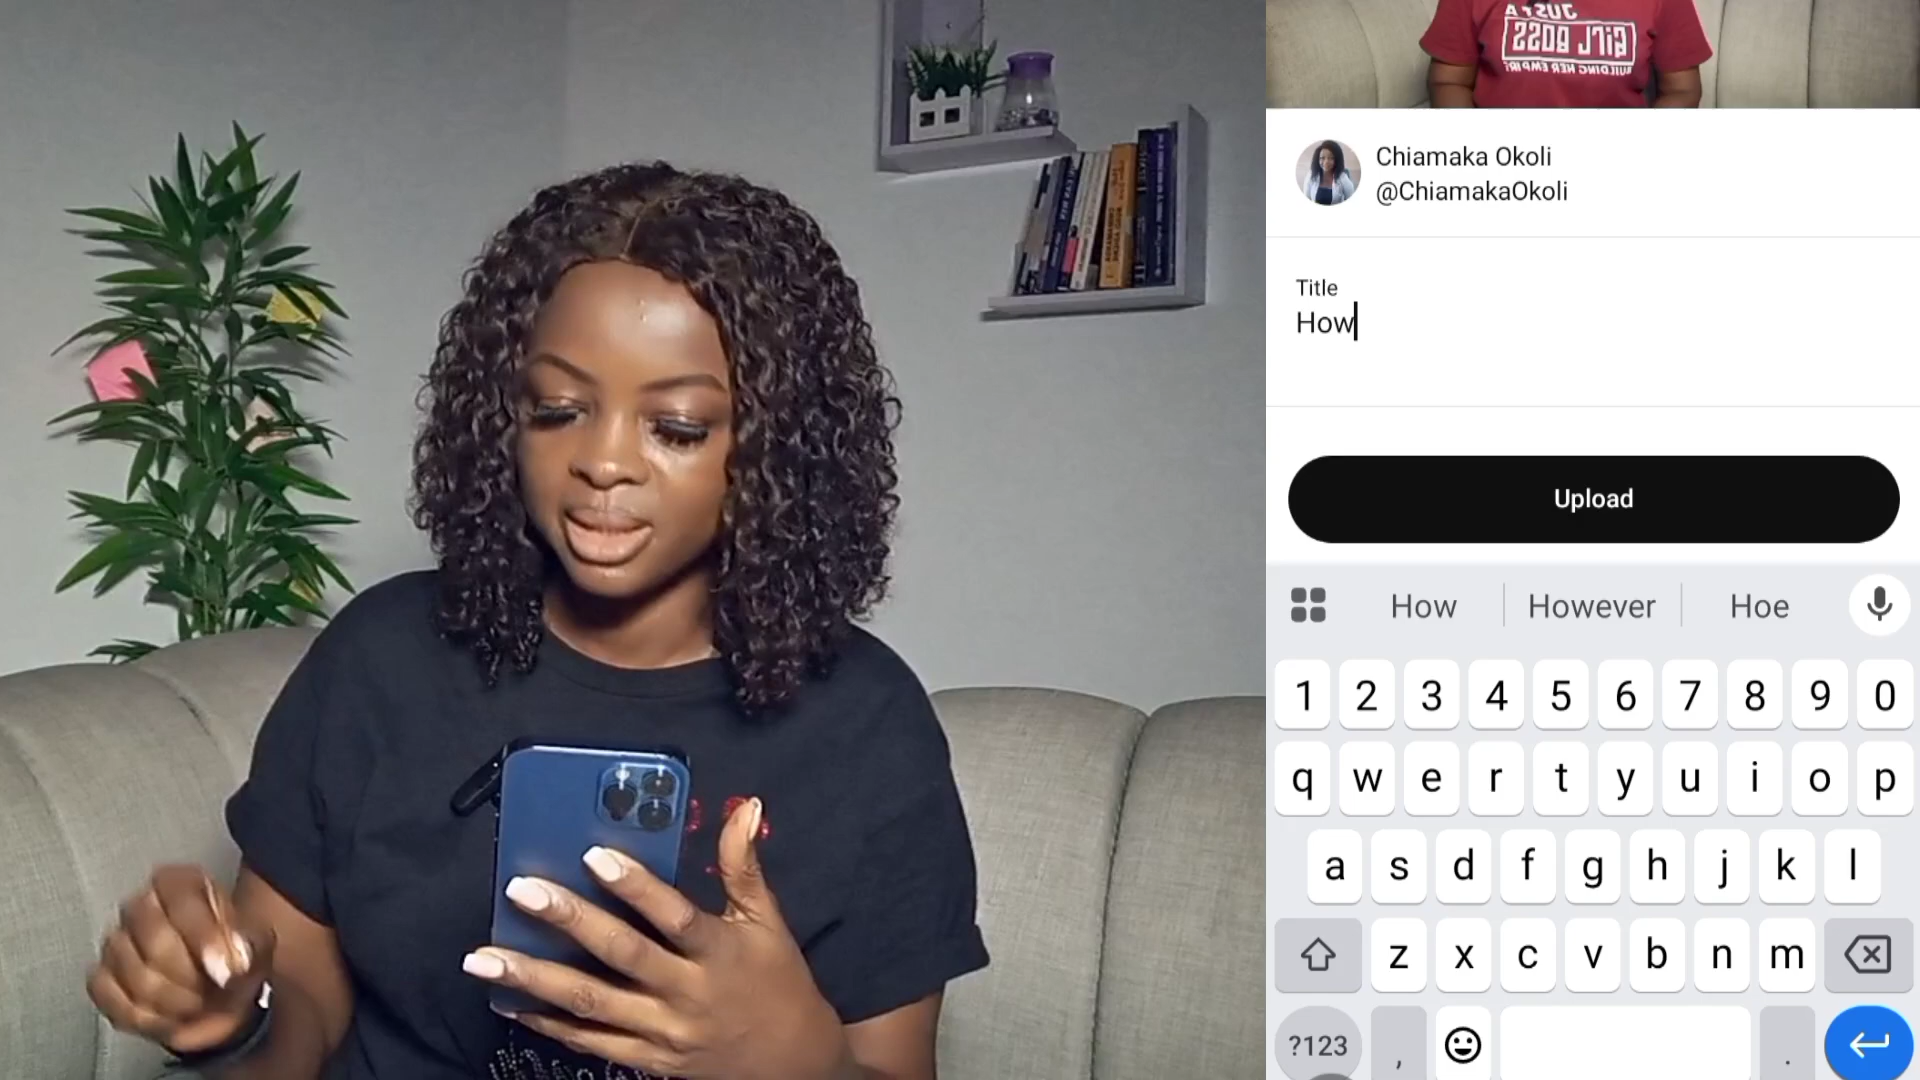 JUST A
GIRL BOSS
BUILDING HER EMPIR
Chiamaka Okoli
@ChiamakaOkoli
Title
How
Upload
How However Hoe
1 2 3 4 5 6 7 8 9 0
q w e r t y u i o p
a s d f g h j k l
z x c v b n m
?123 , .